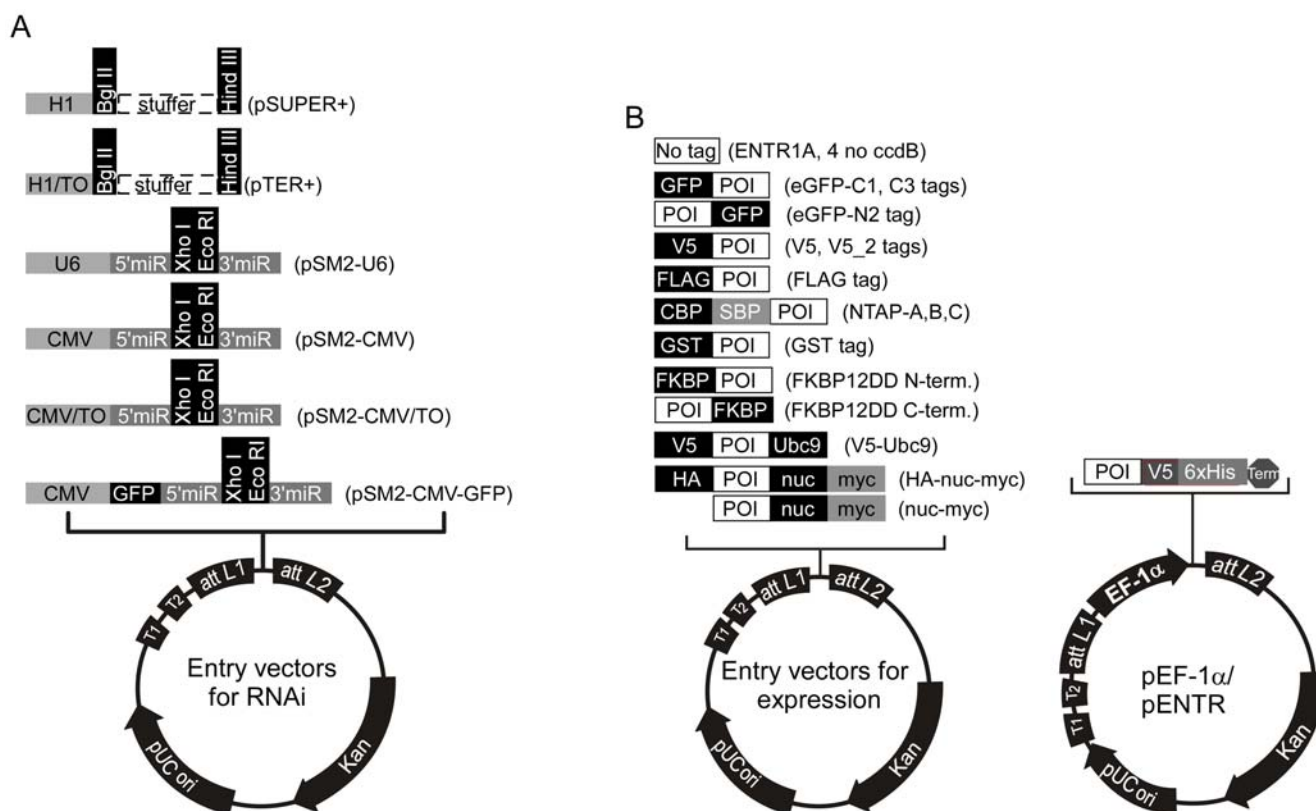 A
H1 Bgl II stuffer Hind III (pSUPER+)
H1/TO Bgl II stuffer Hind III (pTER+)
U6 5'miR Xho I Eco RI 3'miR (pSM2-U6)
CMV 5'miR Xho I Eco RI 3'miR (pSM2-CMV)
CMV/TO 5'miR Xho I Eco RI 3'miR (pSM2-CMV/TO)
CMV GFP 5'miR Xho I Eco RI 3'miR (pSM2-CMV-GFP)
T1 T2 att L1 att L2
Entry vectors
for RNAi
pUC ori Kan
B
No tag (ENTR1A, 4 no ccdB)
GFP POI (eGFP-C1, C3 tags)
POI GFP (eGFP-N2 tag)
V5 POI (V5, V5_2 tags)
FLAG POI (FLAG tag)
CBP SBP POI (NTAP-A,B,C)
GST POI (GST tag)
FKBP POI (FKBP12DD N-term.)
POI FKBP (FKBP12DD C-term.)
V5 POI Ubc9 (V5-Ubc9)
HA POI nuc myc (HA-nuc-myc)
POI nuc myc (nuc-myc)
T1 T2 att L1 att L2
Entry vectors for
expression
pUC ori Kan
POI V5 6xHis Term
T1 T2 att L1 EF-1α att L2
pEF-1α/
pENTR
pUC ori Kan